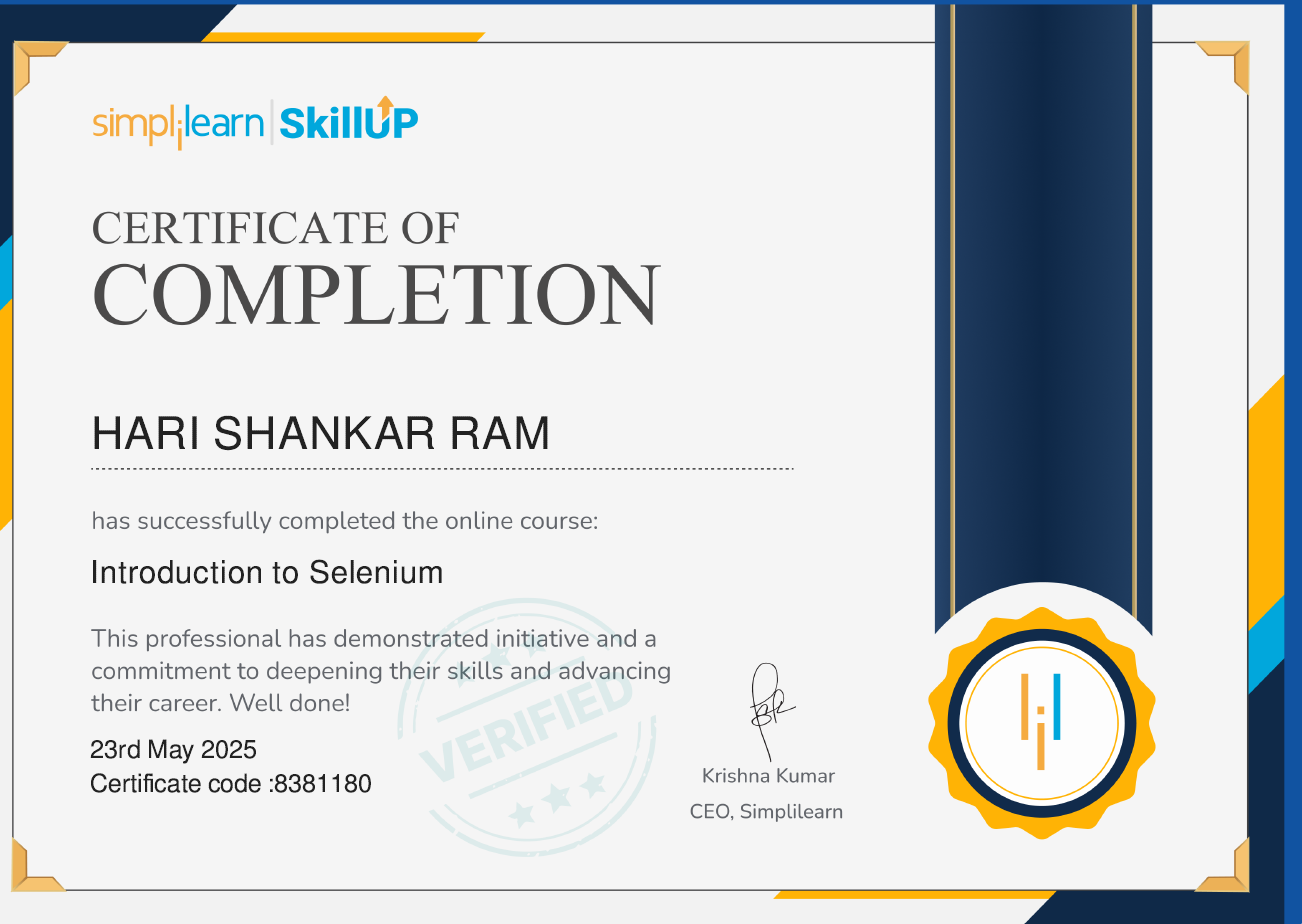 simplilearn | SkillUP
CERTIFICATE OF
COMPLETION
HARI SHANKAR RAM
has successfully completed the online course:
Introduction to Selenium
This professional has demonstrated initiative and a
commitment to deepening their skills and advancing
their career. Well done!
VERIFIED
23rd May 2025
Certificate code :8381180
Krishna Kumar
CEO, Simplilearn